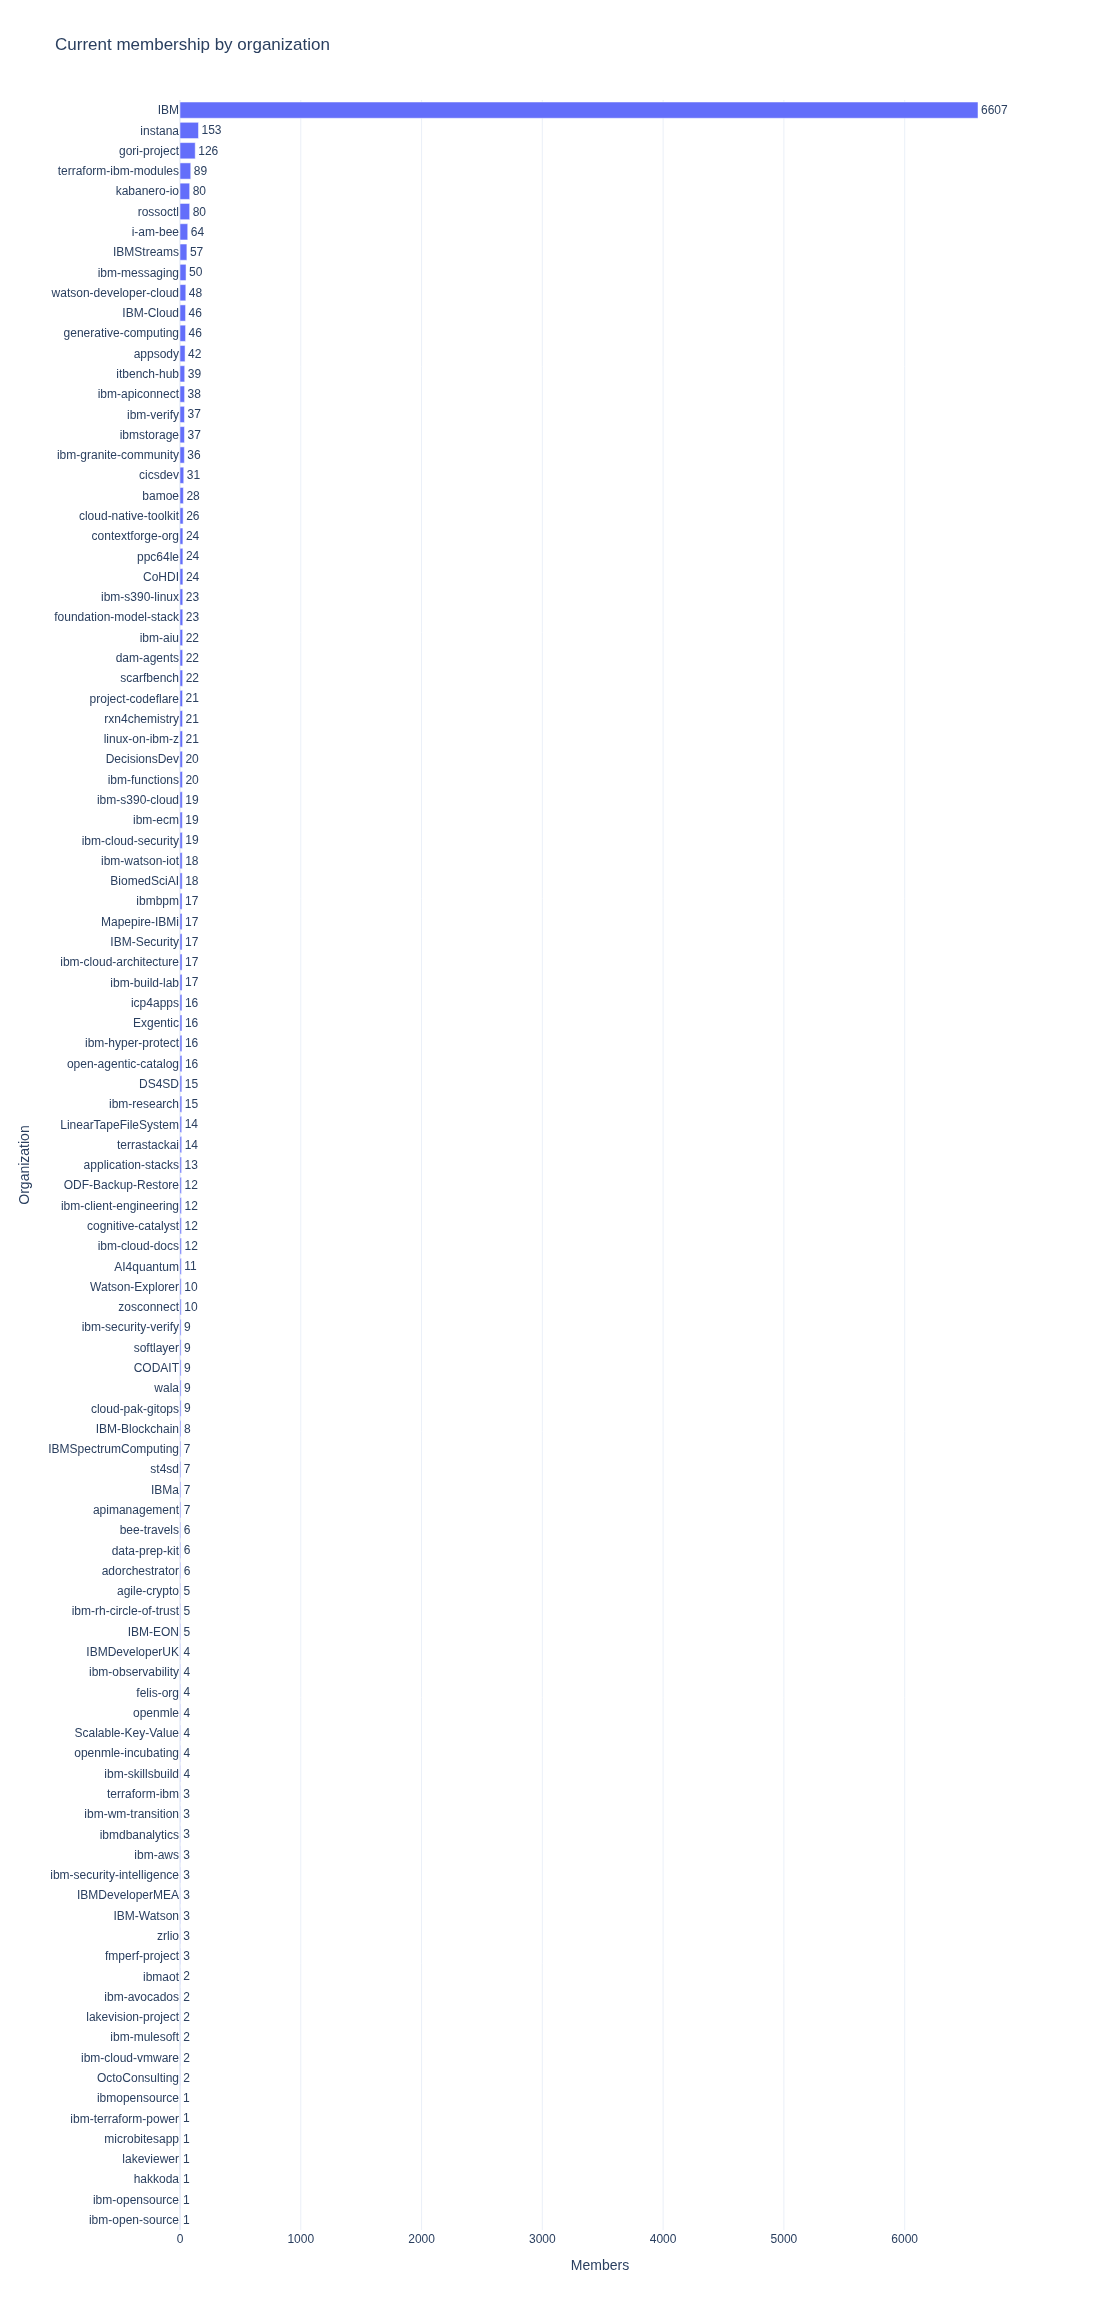 Current membership by organization
IBM 6607
instana 153
gori-project 126
terraform-ibm-modules 89
kabanero-io 80
rossoctl 80
i-am-bee 64
IBMStreams 57
ibm-messaging 50
watson-developer-cloud 48
IBM-Cloud 46
generative-computing 46
appsody 42
itbench-hub 39
ibm-apiconnect 38
ibm-verify 37
ibmstorage 37
ibm-granite-community 36
cicsdev 31
bamoe 28
cloud-native-toolkit 26
contextforge-org 24
ppc64le 24
CoHDI 24
ibm-s390-linux 23
foundation-model-stack 23
ibm-aiu 22
dam-agents 22
scarfbench 22
project-codeflare 21
rxn4chemistry 21
linux-on-ibm-z 21
DecisionsDev 20
ibm-functions 20
ibm-s390-cloud 19
ibm-ecm 19
ibm-cloud-security 19
ibm-watson-iot 18
BiomedSciAI 18
ibmbpm 17
Mapepire-IBMi 17
IBM-Security 17
ibm-cloud-architecture 17
ibm-build-lab 17
icp4apps 16
Exgentic 16
ibm-hyper-protect 16
open-agentic-catalog 16
DS4SD 15
ibm-research 15
LinearTapeFileSystem 14
terrastackai 14
application-stacks 13
ODF-Backup-Restore 12
ibm-client-engineering 12
cognitive-catalyst 12
ibm-cloud-docs 12
AI4quantum 11
Watson-Explorer 10
zosconnect 10
ibm-security-verify 9
softlayer 9
CODAIT 9
wala 9
cloud-pak-gitops 9
IBM-Blockchain 8
IBMSpectrumComputing 7
st4sd 7
IBMa 7
apimanagement 7
bee-travels 6
data-prep-kit 6
adorchestrator 6
agile-crypto 5
ibm-rh-circle-of-trust 5
IBM-EON 5
IBMDeveloperUK 4
ibm-observability 4
felis-org 4
openmle 4
Scalable-Key-Value 4
openmle-incubating 4
ibm-skillsbuild 4
terraform-ibm 3
ibm-wm-transition 3
ibmdbanalytics 3
ibm-aws 3
ibm-security-intelligence 3
IBMDeveloperMEA 3
IBM-Watson 3
zrlio 3
fmperf-project 3
ibmaot 2
ibm-avocados 2
lakevision-project 2
ibm-mulesoft 2
ibm-cloud-vmware 2
OctoConsulting 2
ibmopensource 1
ibm-terraform-power 1
microbitesapp 1
lakeviewer 1
hakkoda 1
ibm-opensource 1
ibm-open-source 1
0 1000 2000 3000 4000 5000 6000
Members
Organization